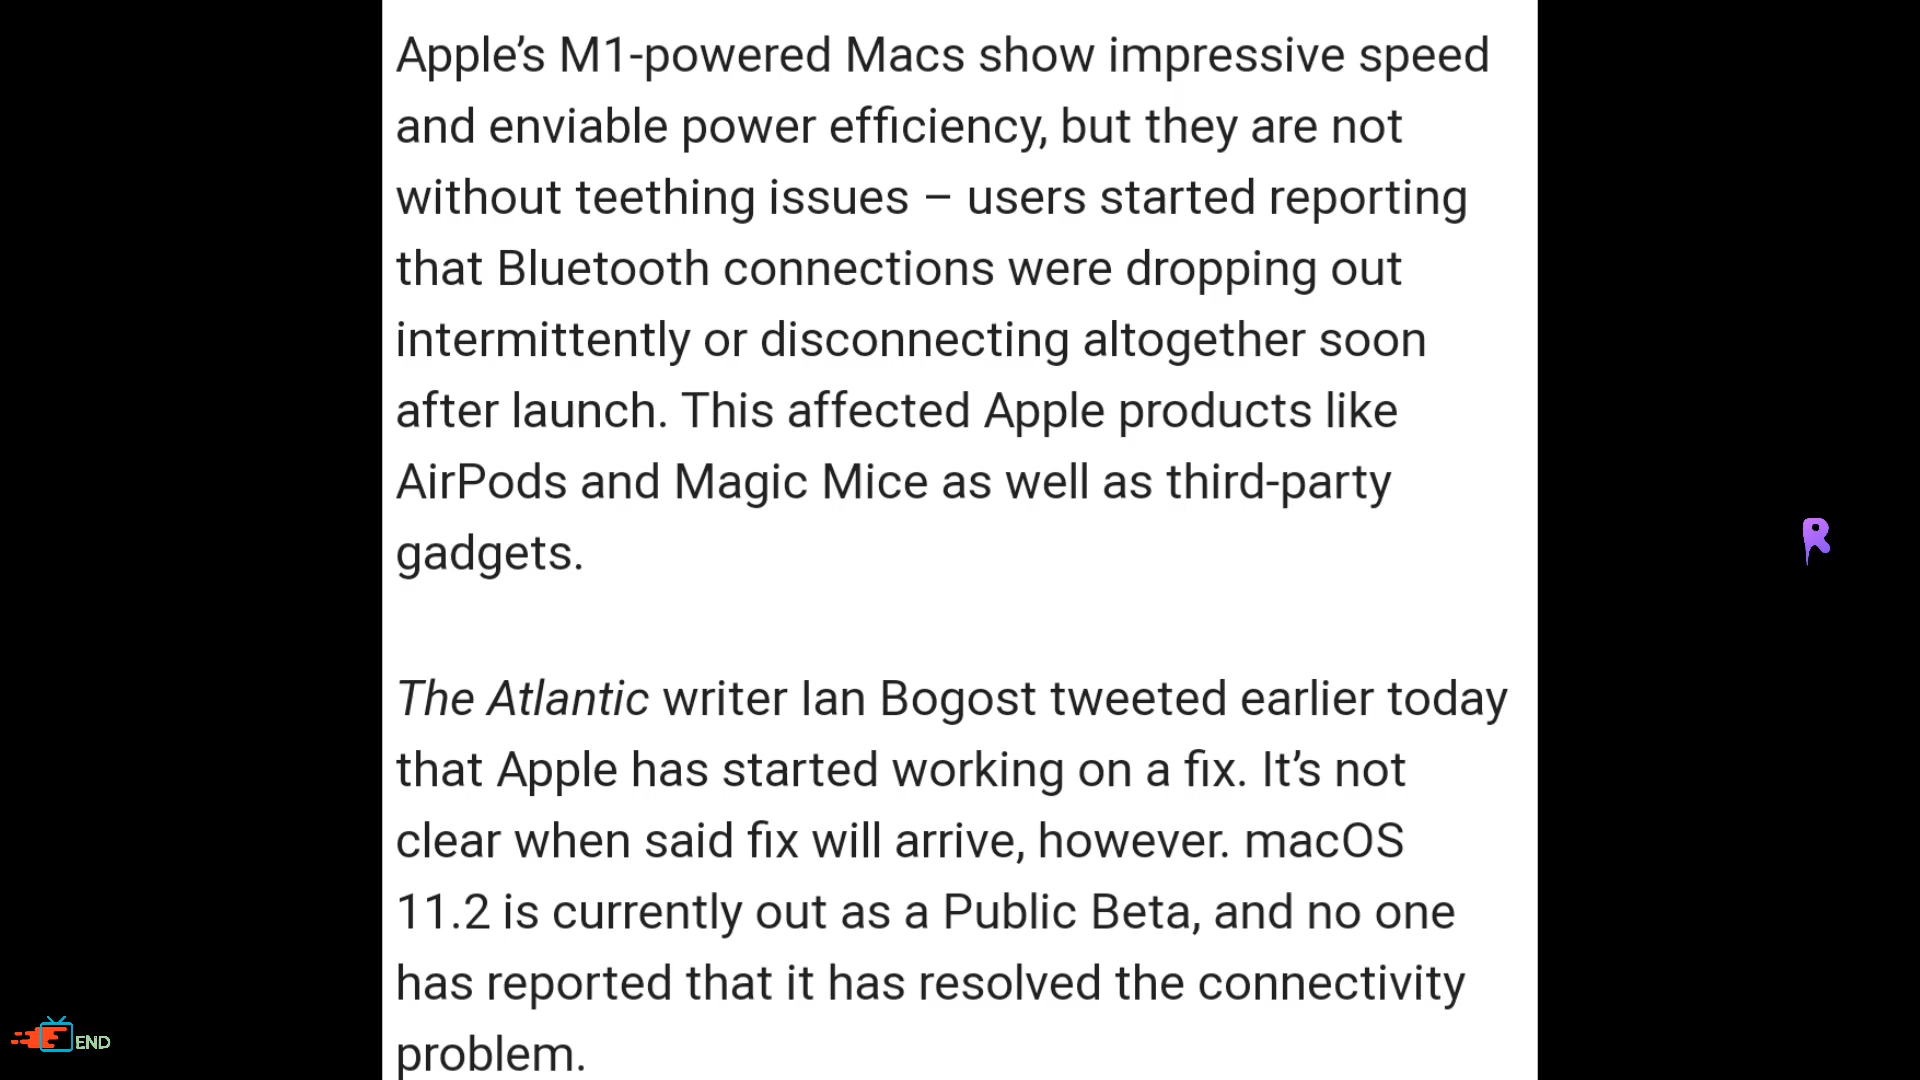 Apple’s M1-powered Macs show impressive speed
and enviable power efficiency, but they are not
without teething issues – users started reporting
that Bluetooth connections were dropping out
intermittently or disconnecting altogether soon
after launch. This affected Apple products like
AirPods and Magic Mice as well as third-party
gadgets.
The Atlantic writer Ian Bogost tweeted earlier today
that Apple has started working on a fix. It’s not
clear when said fix will arrive, however. macOS
11.2 is currently out as a Public Beta, and no one
has reported that it has resolved the connectivity
problem.
R
END